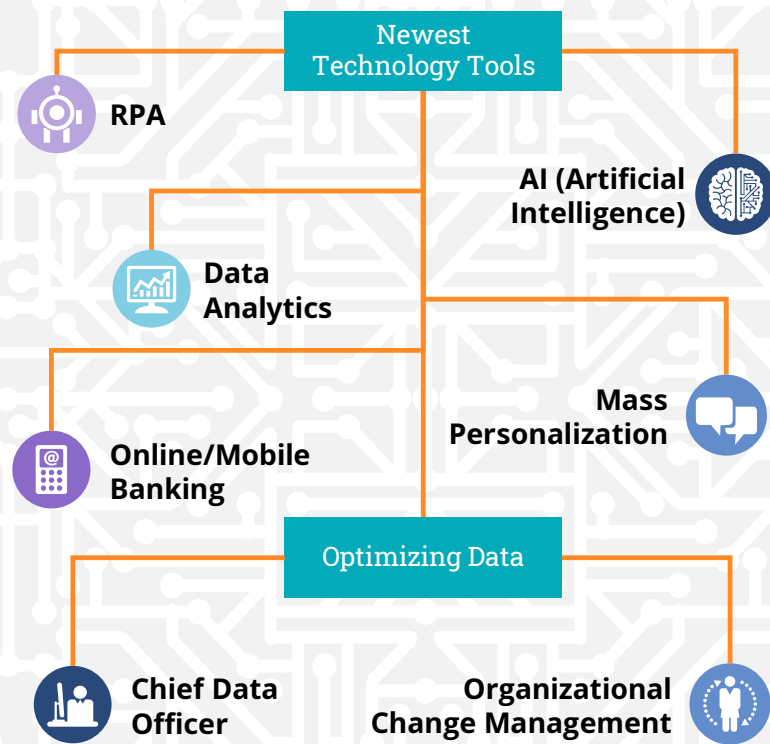 Newest
Technology Tools
RPA
AI (Artificial
Intelligence)
Data
Analytics
Mass
Personalization
@
Online/Mobile
Banking
Optimizing Data
Chief Data
Officer
Organizational
Change Management